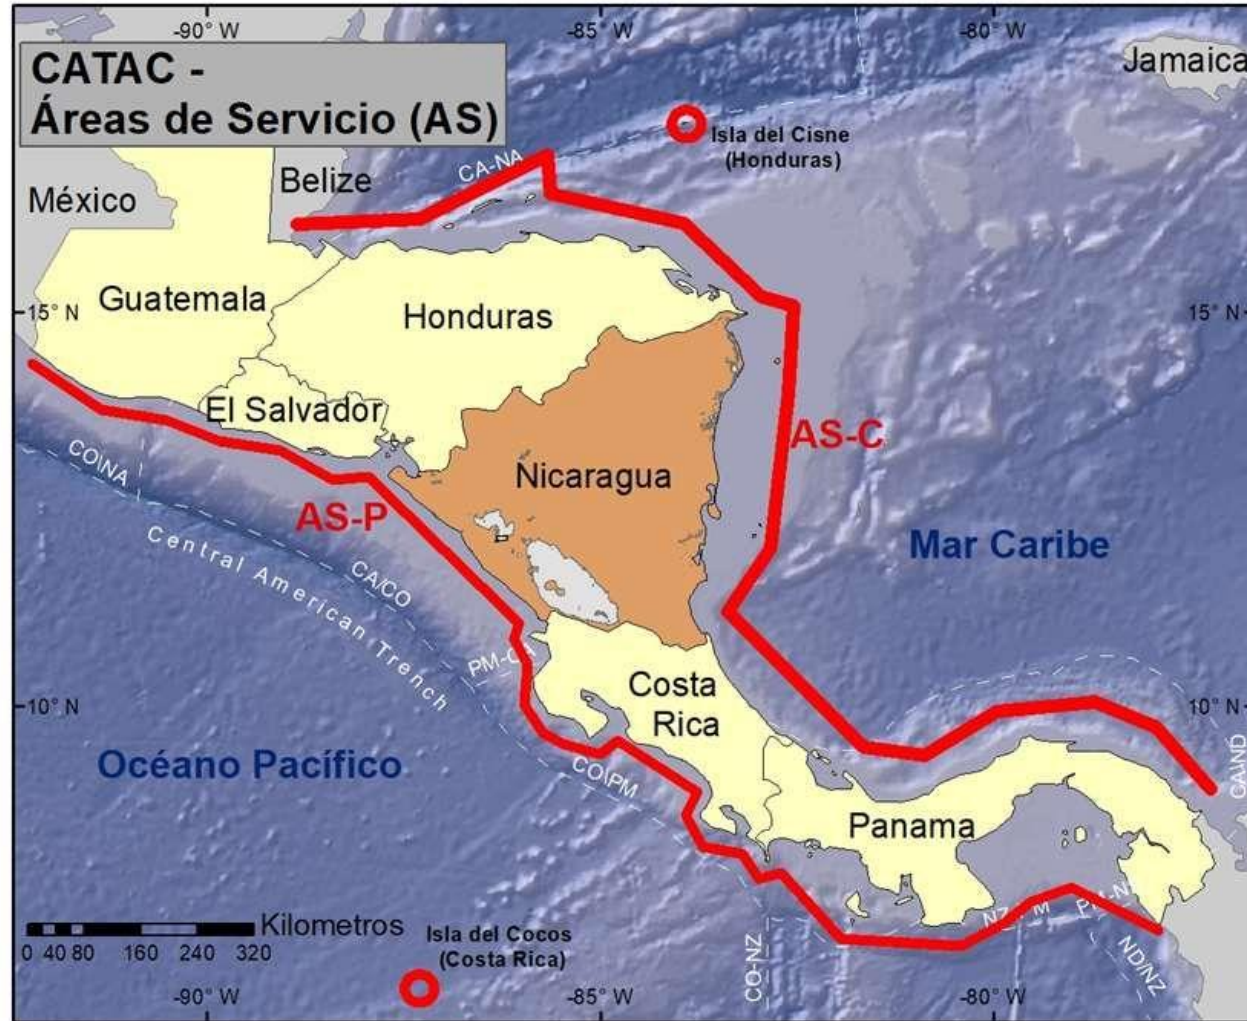 -90° W
-85° W
-80° W
CATAC -
Áreas de Servicio (AS)
Jamaica
Isla del Cisne
(Honduras)
CA-NA
Belize
México
Guatemala
15° N
Honduras
15° N
El Salvador
AS-C
CO\NA
Nicaragua
AS-P
Mar Caribe
Central American Trench
CA/CO
PM-CA
Costa
Rica
10° N
10° N
Océano Pacífico
CO\PM
CA\ND
Panama
Kilometros
0 40 80 160 240 320
Isla del Cocos
(Costa Rica)
CO-NZ
ND/NZ
-90° W
-85° W
-80° W